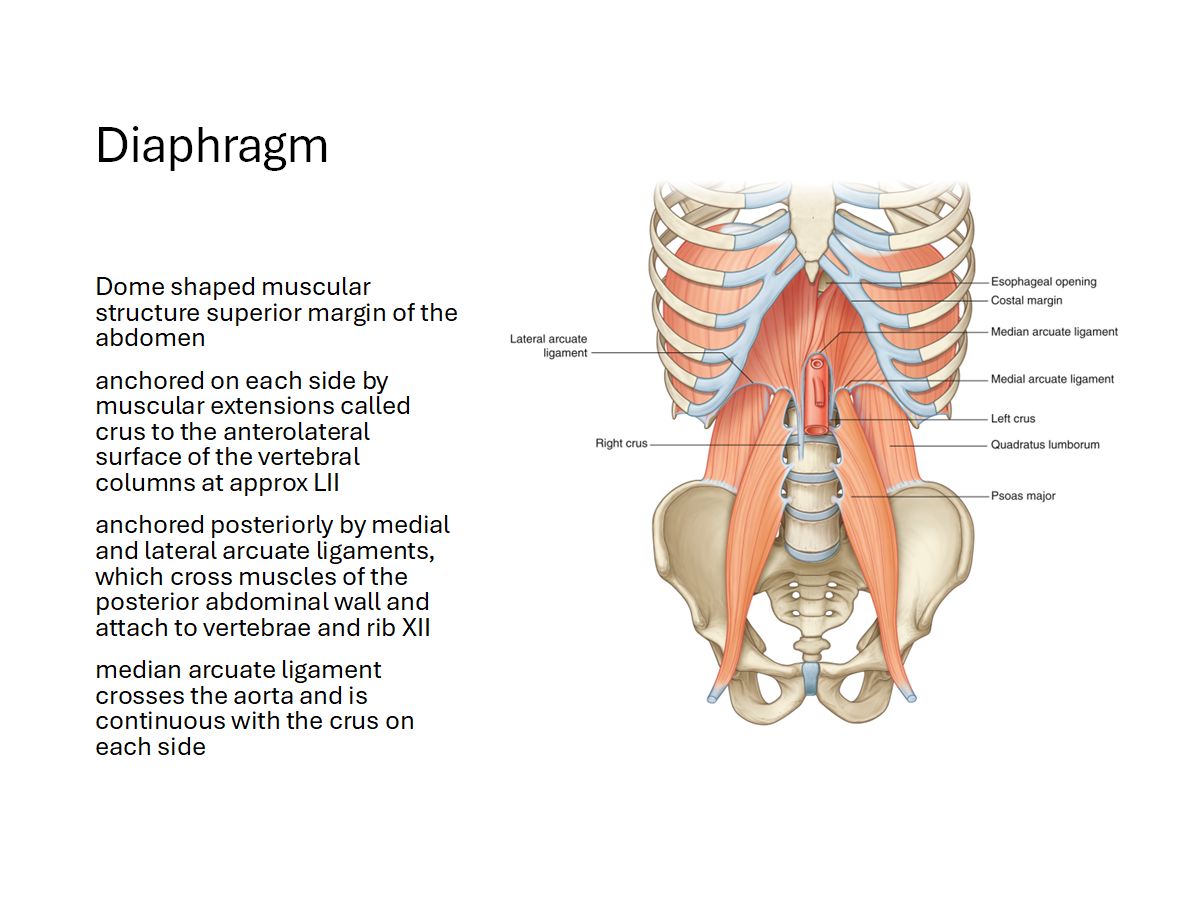 Diaphragm
Dome shaped muscular
structure superior margin of the
abdomen
anchored on each side by
muscular extensions called
crus to the anterolateral
surface of the vertebral
columns at approx LII
anchored posteriorly by medial
and lateral arcuate ligaments,
which cross muscles of the
posterior abdominal wall and
attach to vertebrae and rib XII
median arcuate ligament
crosses the aorta and is
continuous with the crus on
each side
Lateral arcuate
ligament
Right crus
Esophageal opening
Costal margin
Median arcuate ligament
Medial arcuate ligament
Left crus
Quadratus lumborum
Psoas major